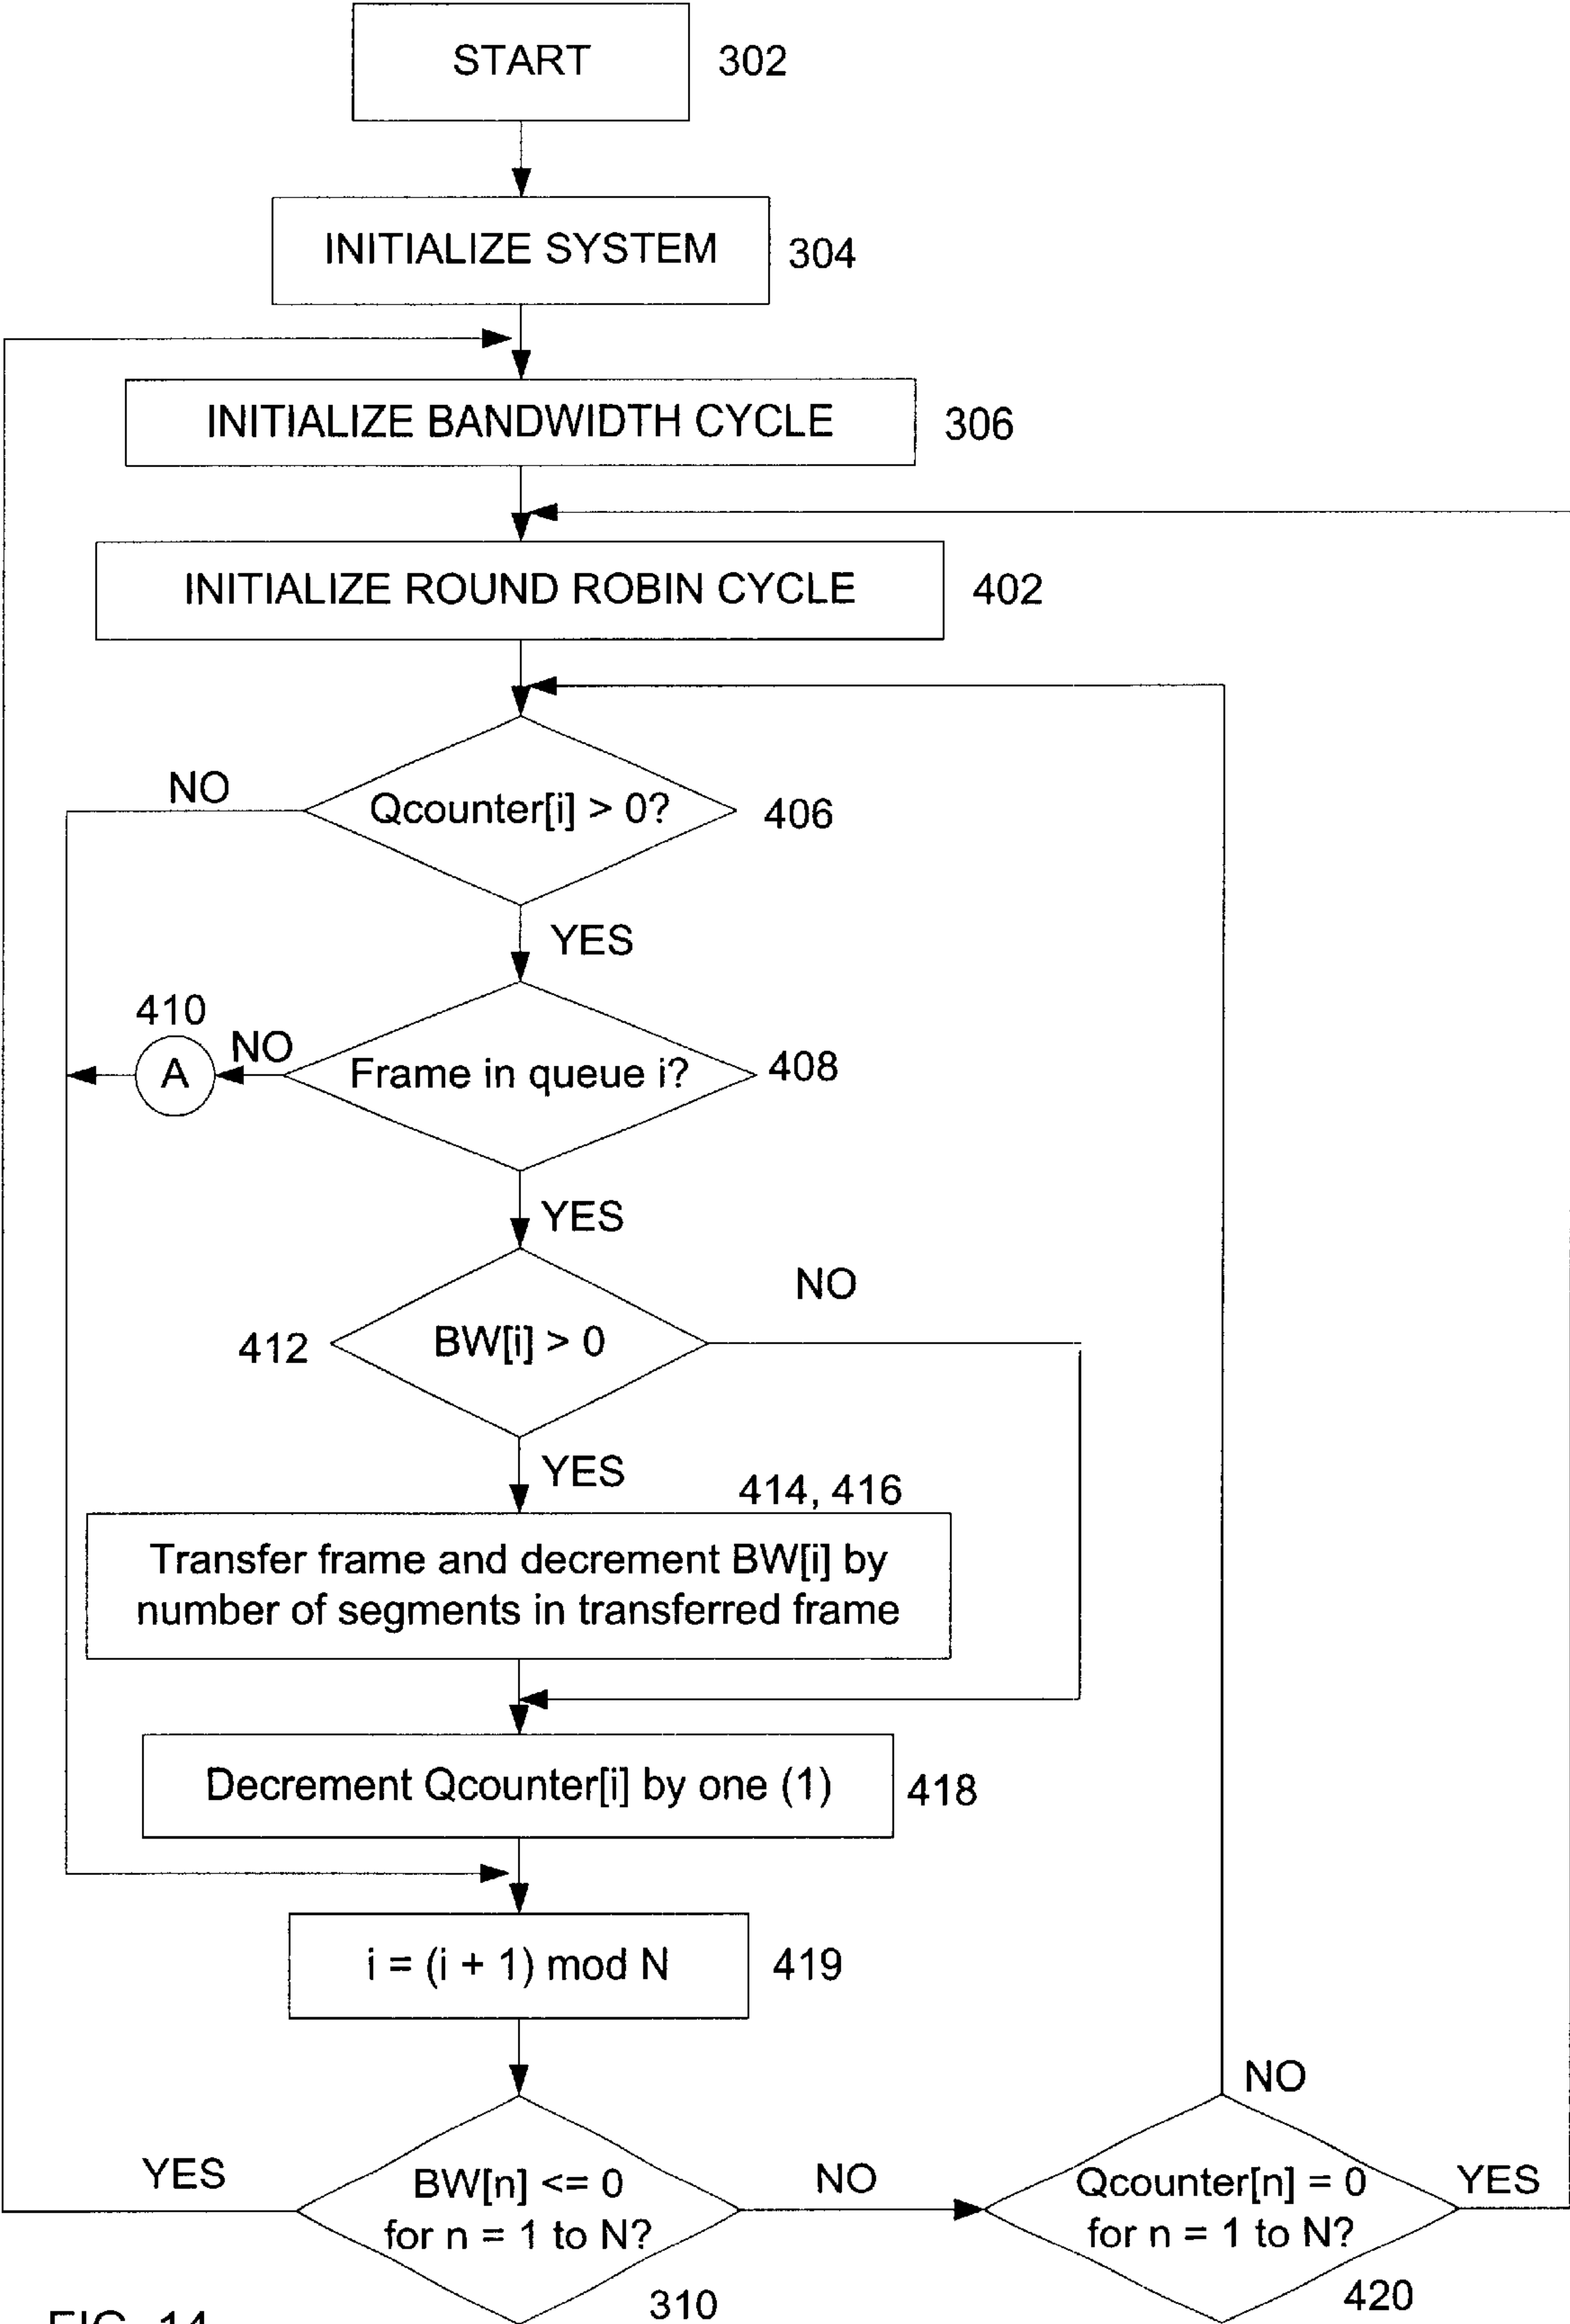 START
302
INITIALIZE SYSTEM
304
INITIALIZE BANDWIDTH CYCLE
306
INITIALIZE ROUND ROBIN CYCLE
402
NO
Qcounter[i] > 0?
406
YES
410
A
NO
Frame in queue i?
408
YES
NO
412
BW[i] > 0
YES
414, 416
Transfer frame and decrement BW[i] by
number of segments in transferred frame
Decrement Qcounter[i] by one (1)
418
i = (i + 1) mod N
419
NO
YES
BW[n] <= 0
for n = 1 to N?
NO
Qcounter[n] = 0
for n = 1 to N?
YES
310
420
FIG. 14